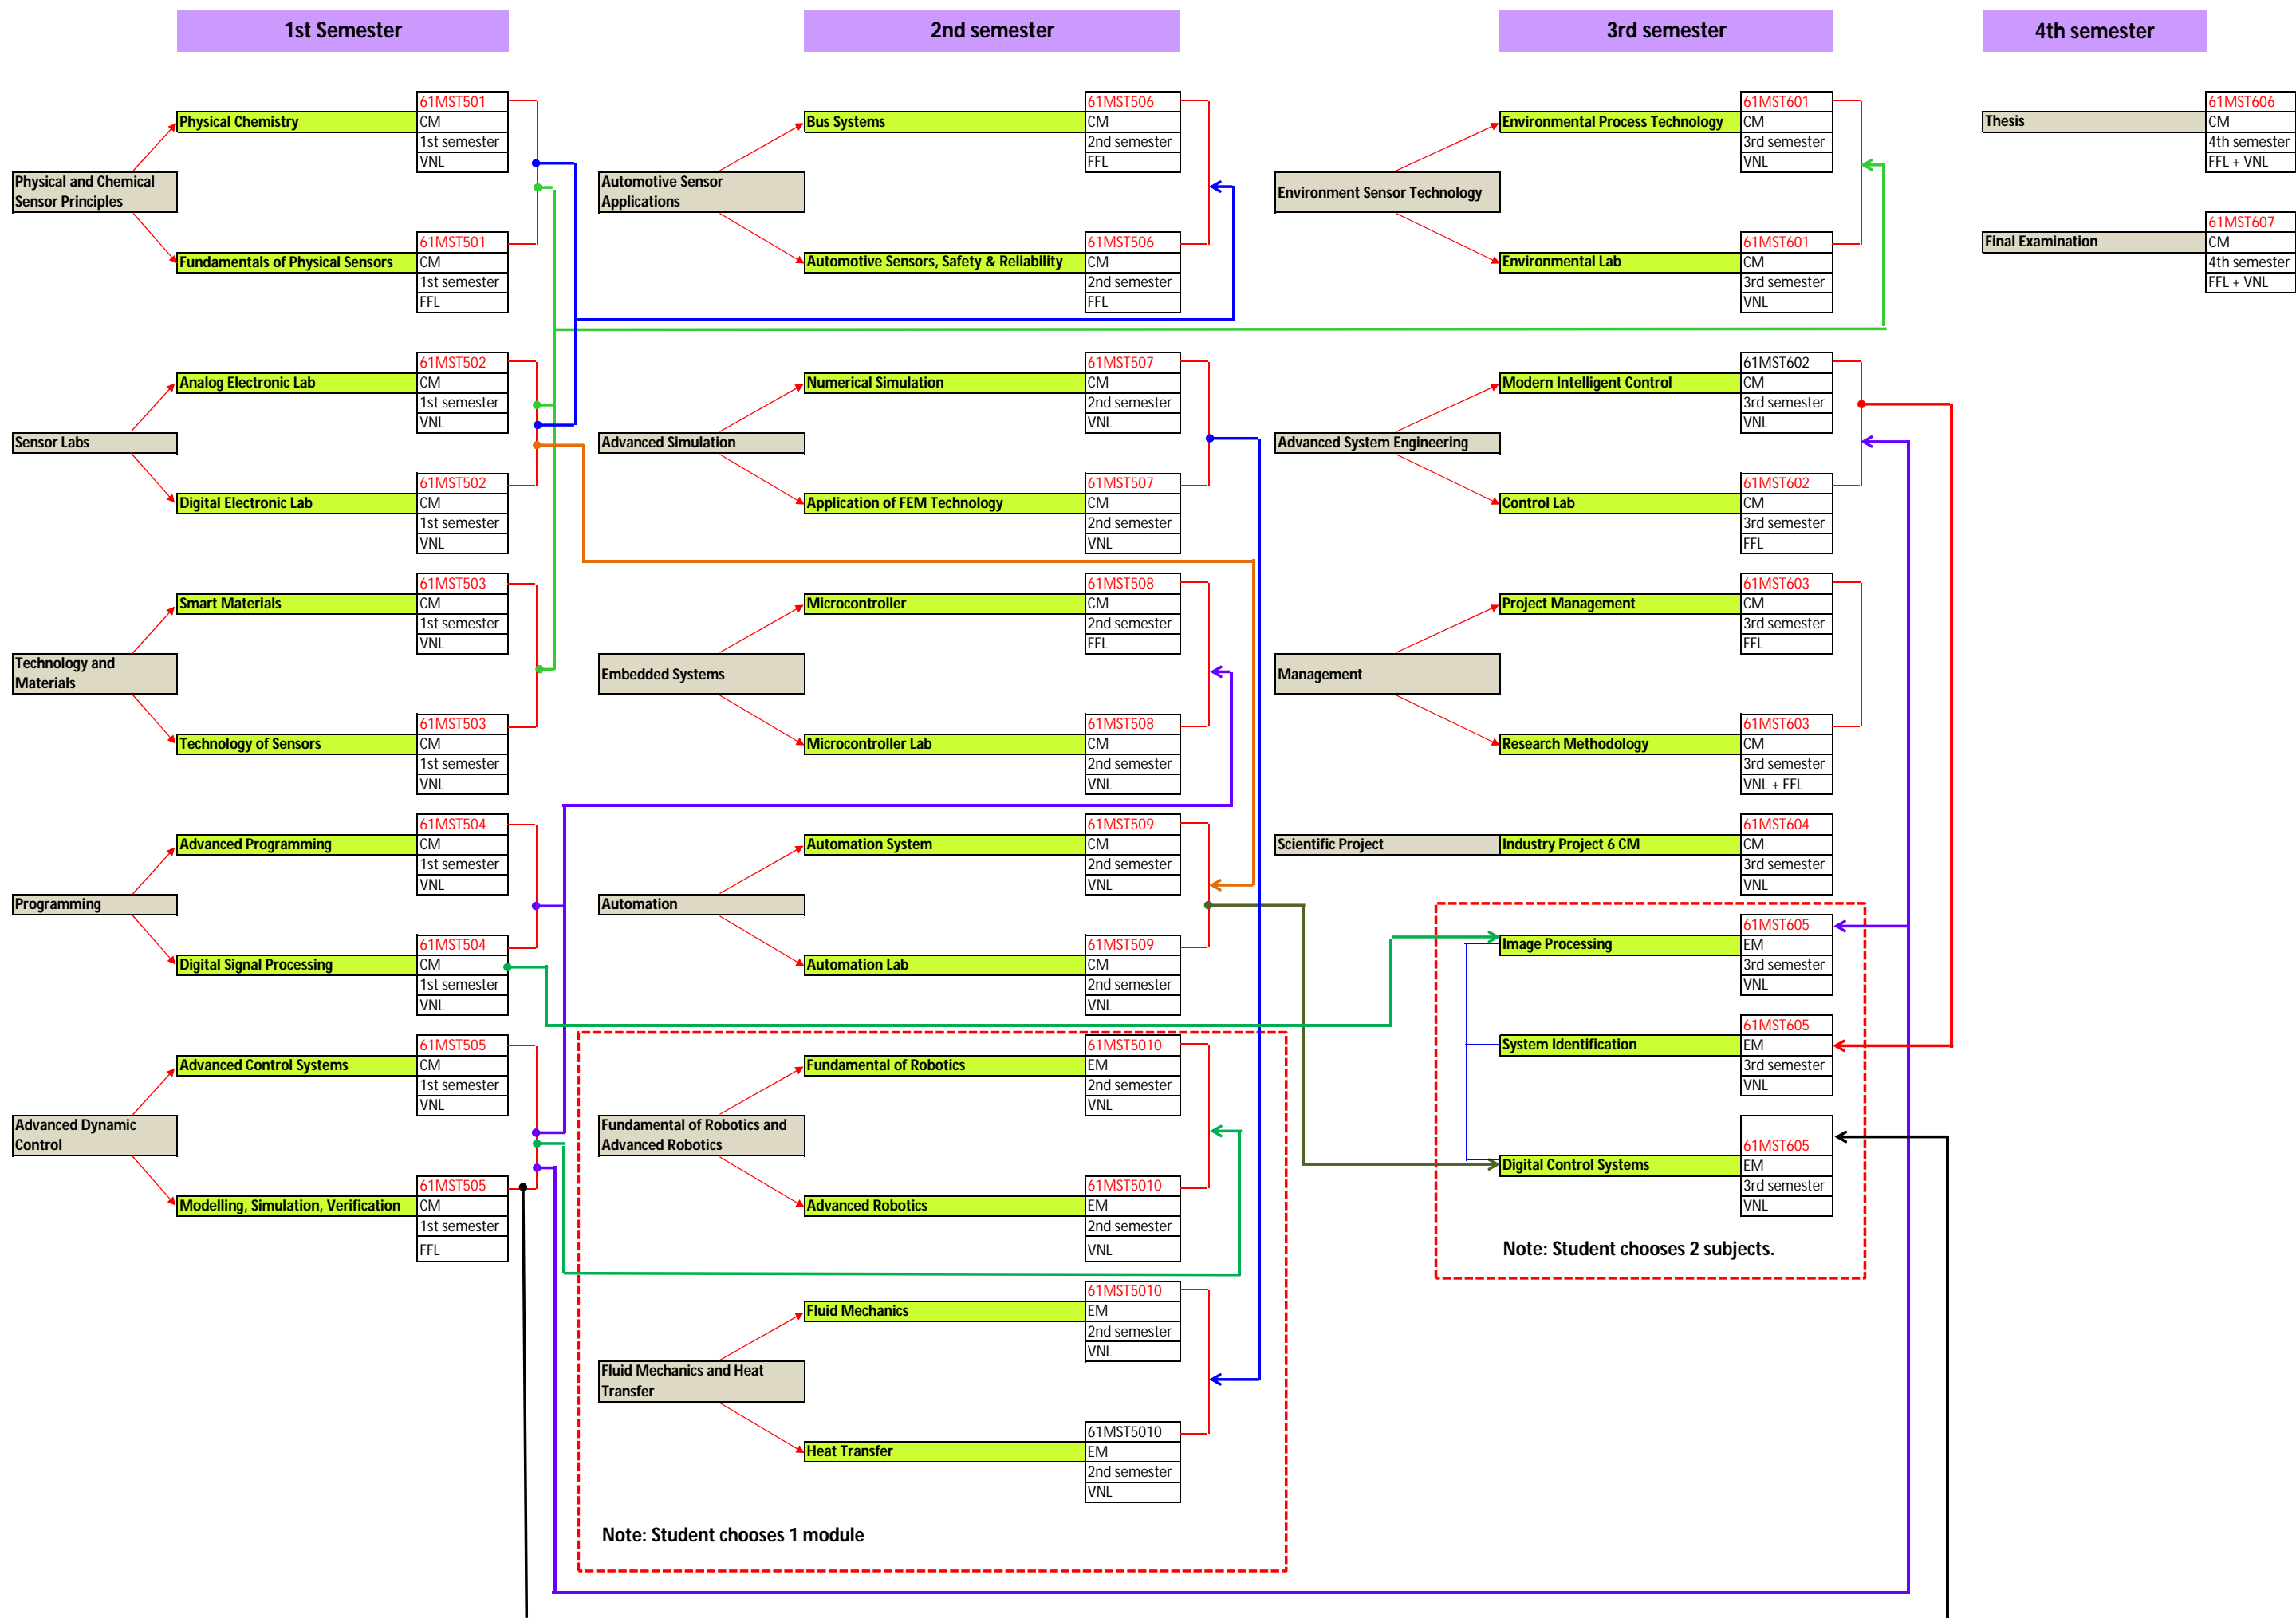 1st Semester
2nd semester
3rd semester
4th semester
Physical and Chemical
Sensor Principles
Physical Chemistry
61MST501
CM
1st semester
VNL
Fundamentals of Physical Sensors
61MST501
CM
1st semester
FFL
Sensor Labs
Analog Electronic Lab
61MST502
CM
1st semester
VNL
Digital Electronic Lab
61MST502
CM
1st semester
VNL
Technology and
Materials
Smart Materials
61MST503
CM
1st semester
VNL
Technology of Sensors
61MST503
CM
1st semester
VNL
Programming
Advanced Programming
61MST504
CM
1st semester
VNL
Digital Signal Processing
61MST504
CM
1st semester
VNL
Advanced Dynamic
Control
Advanced Control Systems
61MST505
CM
1st semester
VNL
Modelling, Simulation, Verification
61MST505
CM
1st semester
FFL
Automotive Sensor
Applications
Bus Systems
61MST506
CM
2nd semester
FFL
Automotive Sensors, Safety & Reliability
61MST506
CM
2nd semester
FFL
Advanced Simulation
Numerical Simulation
61MST507
CM
2nd semester
VNL
Application of FEM Technology
61MST507
CM
2nd semester
VNL
Embedded Systems
Microcontroller
61MST508
CM
2nd semester
FFL
Microcontroller Lab
61MST508
CM
2nd semester
VNL
Automation
Automation System
61MST509
CM
2nd semester
VNL
Automation Lab
61MST509
CM
2nd semester
VNL
Fundamental of Robotics and
Advanced Robotics
Fundamental of Robotics
61MST5010
EM
2nd semester
VNL
Advanced Robotics
61MST5010
EM
2nd semester
VNL
Fluid Mechanics and Heat
Transfer
Fluid Mechanics
61MST5010
EM
2nd semester
VNL
Heat Transfer
61MST5010
EM
2nd semester
VNL
Note: Student chooses 1 module
Environment Sensor Technology
Environmental Process Technology
61MST601
CM
3rd semester
VNL
Environmental Lab
61MST601
CM
3rd semester
VNL
Advanced System Engineering
Modern Intelligent Control
61MST602
CM
3rd semester
VNL
Control Lab
61MST602
CM
3rd semester
FFL
Management
Project Management
61MST603
CM
3rd semester
FFL
Research Methodology
61MST603
CM
3rd semester
VNL + FFL
Scientific Project
Industry Project 6 CM
61MST604
CM
3rd semester
VNL
Image Processing
61MST605
EM
3rd semester
VNL
System Identification
61MST605
EM
3rd semester
VNL
Digital Control Systems
61MST605
EM
3rd semester
VNL
Note: Student chooses 2 subjects.
Thesis
61MST606
CM
4th semester
FFL + VNL
Final Examination
61MST607
CM
4th semester
FFL + VNL